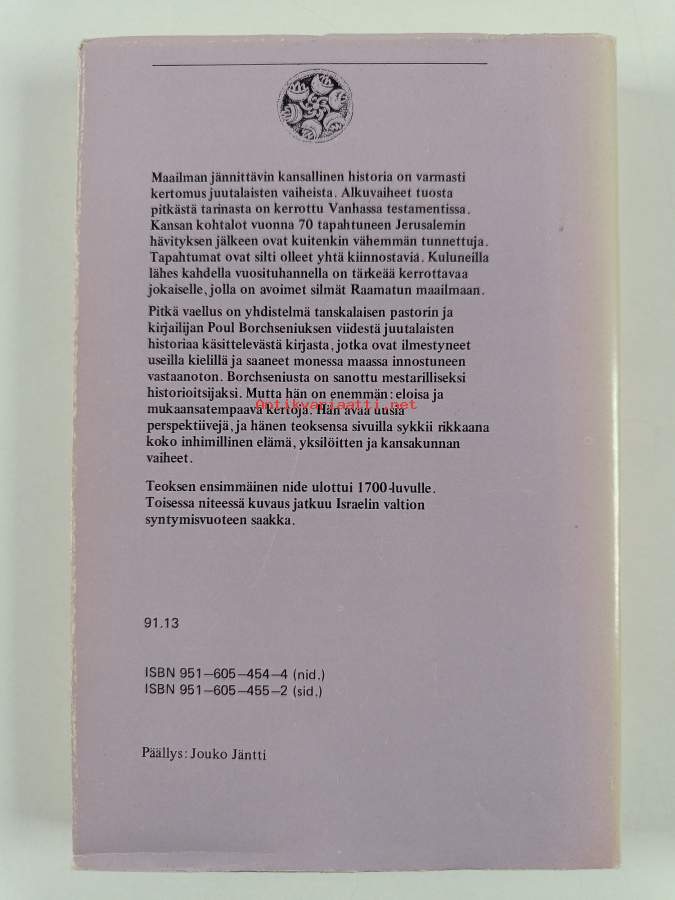 Maailman jännittävin kansallinen historia on varmasti
kertomus juutalaisten vaiheista. Alkuvaiheet tuosta
pitkästä tarinasta on kerrottu Vanhassa testamentissa.
Kansan kohtalot vuonna 70 tapahtuneen Jerusalemin
hävityksen jälkeen ovat kuitenkin vähemmän tunnettuja.
Tapahtumat ovat silti olleet yhtä kiinnostavia. Kuluneilla
lähes kahdella vuosituhannella on tärkeää kerrottavaa
jokaiselle, jolla on avoimet silmät Raamatun maailmaan.
Pitkä vaellus on yhdistelmä tanskalaisen pastorin ja
kirjailijan Poul Borchseniuksen viidestä juutalaisten
historiaa käsittelevästä kirjasta, jotka ovat ilmestyneet
useilla kielillä ja saaneet monessa maassa innostuneen
vastaanoton. Borchseniusta on sanottu mestarilliseksi
historioitsijaksi. Mutta hän on enemmän: eloisa ja
Antikvariaatti.net
mukaansatempaava kertoja. Hän avaa uusia
perspektiivejä, ja hänen teoksensa sivuilla sykkii rikkaana
koko inhimillinen elämä, yksilöitten ja kansakunnan
vaiheet.
Teoksen ensimmäinen nide ulottui 1700-luvulle.
Toisessa niteessä kuvaus jatkuu Israelin valtion
syntymisvuoteen saakka.
91.13
ISBN 951–605–454–4 (nid.)
ISBN 951–605–455–2 (sid.)
Päällys: Jouko Jäntti